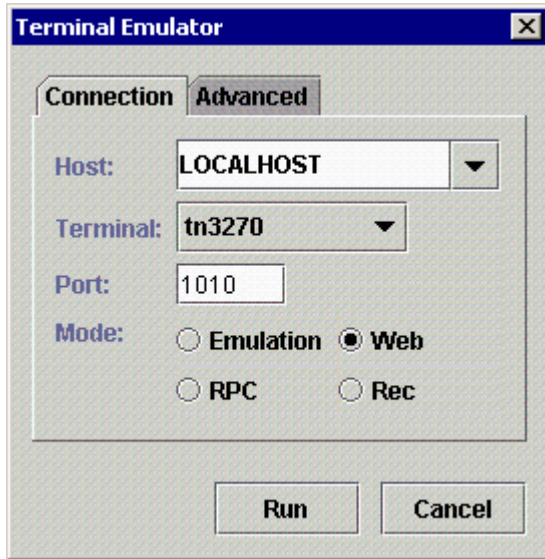 Terminal Emulator
Connection Advanced
Host: LOCALHOST
Terminal: tn3270
Port: 1010
Mode: Emulation Web
RPC Rec
Run Cancel